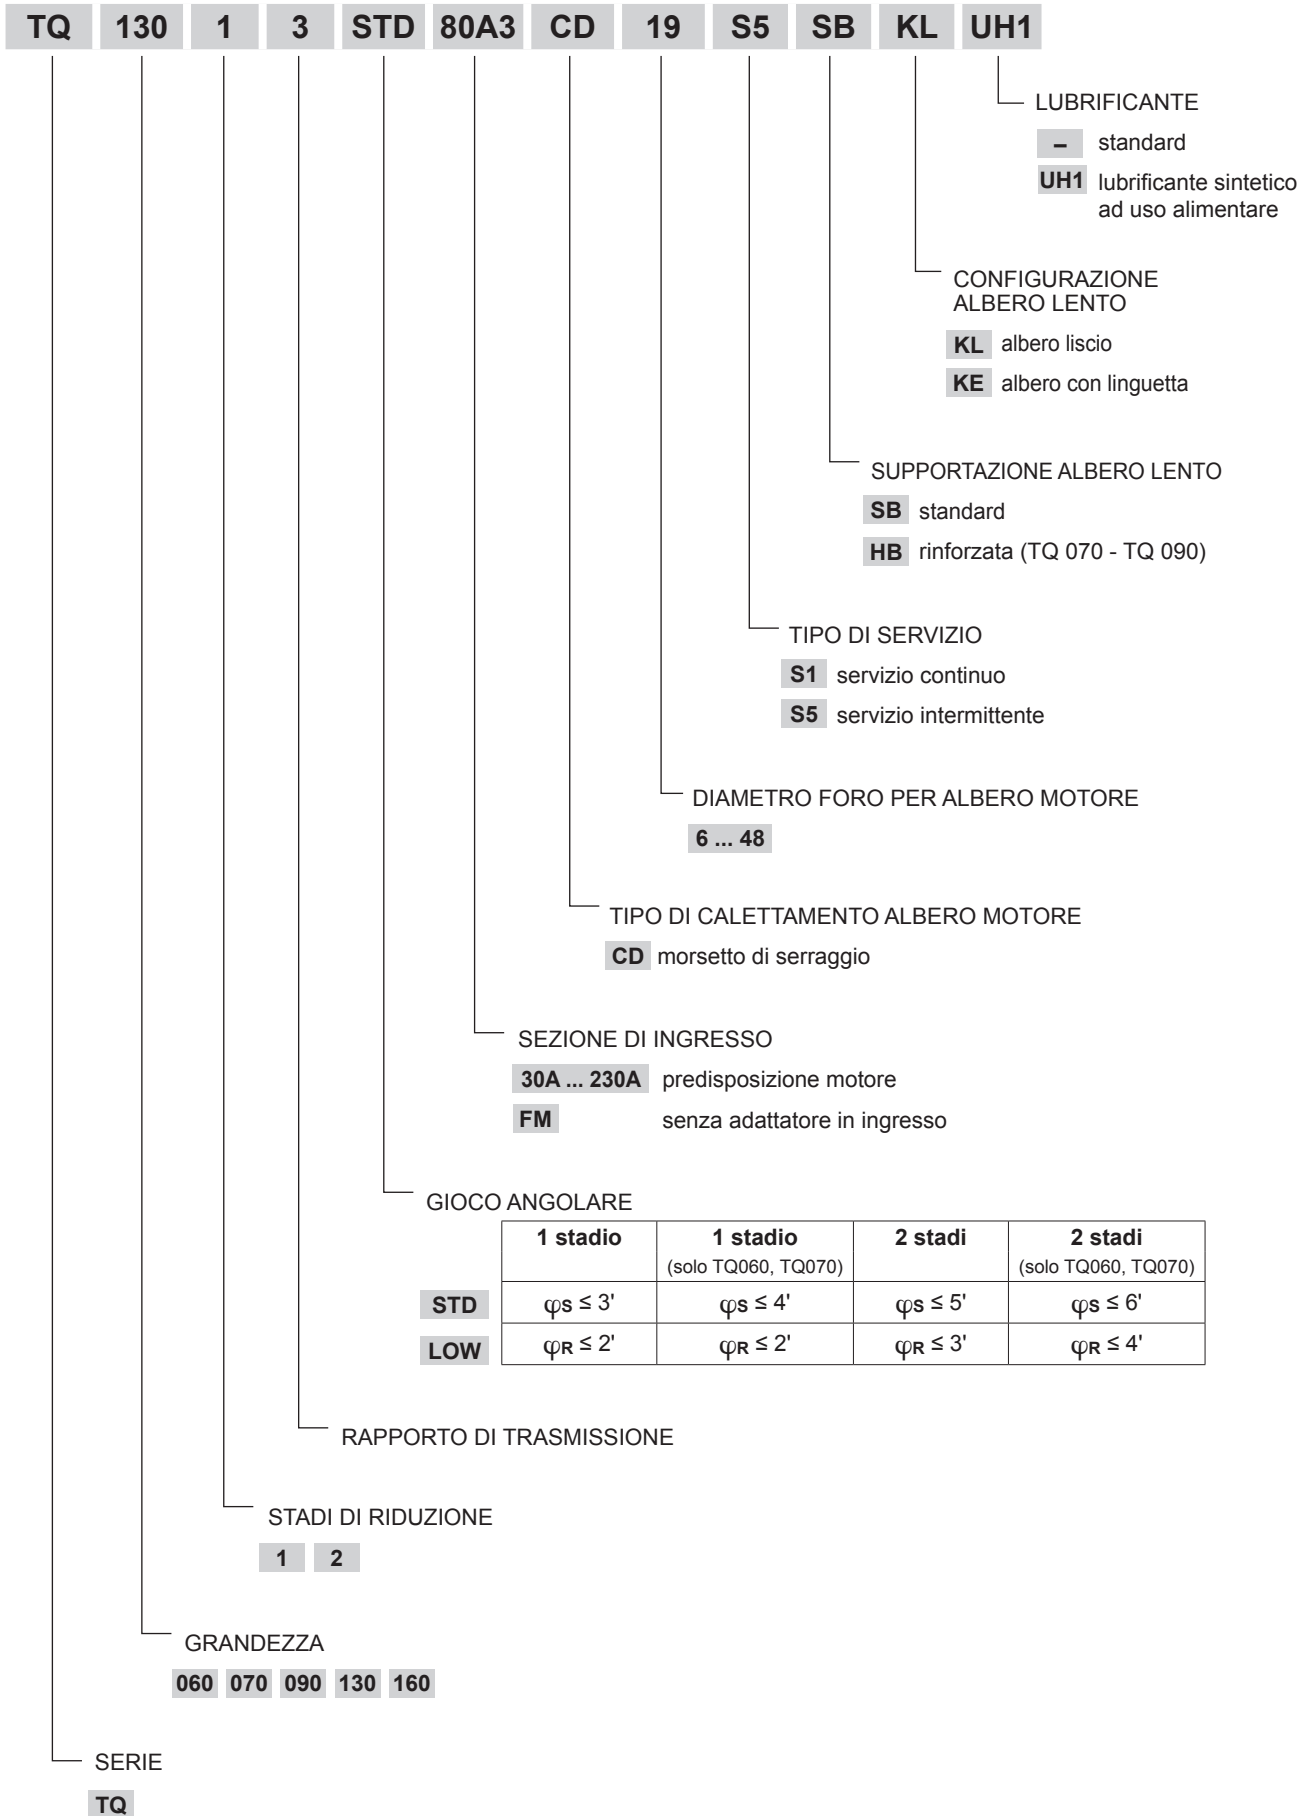 TQ 130 1 3 STD 80A3 CD 19 S5 SB KL UH1
LUBRIFICANTE
– standard
UH1 lubrificante sintetico
ad uso alimentare
CONFIGURAZIONE
ALBERO LENTO
KL albero liscio
KE albero con linguetta
SUPPORTAZIONE ALBERO LENTO
SB standard
HB rinforzata (TQ 070 - TQ 090)
TIPO DI SERVIZIO
S1 servizio continuo
S5 servizio intermittente
DIAMETRO FORO PER ALBERO MOTORE
6 ... 48
TIPO DI CALETTAMENTO ALBERO MOTORE
CD morsetto di serraggio
SEZIONE DI INGRESSO
30A ... 230A predisposizione motore
FM senza adattatore in ingresso
GIOCO ANGOLARE
1 stadio 1 stadio 2 stadi 2 stadi
(solo TQ060, TQ070) (solo TQ060, TQ070)
STD φS ≤ 3' φS ≤ 4' φS ≤ 5' φS ≤ 6'
LOW φR ≤ 2' φR ≤ 2' φR ≤ 3' φR ≤ 4'
RAPPORTO DI TRASMISSIONE
STADI DI RIDUZIONE
1 2
GRANDEZZA
060 070 090 130 160
SERIE
TQ